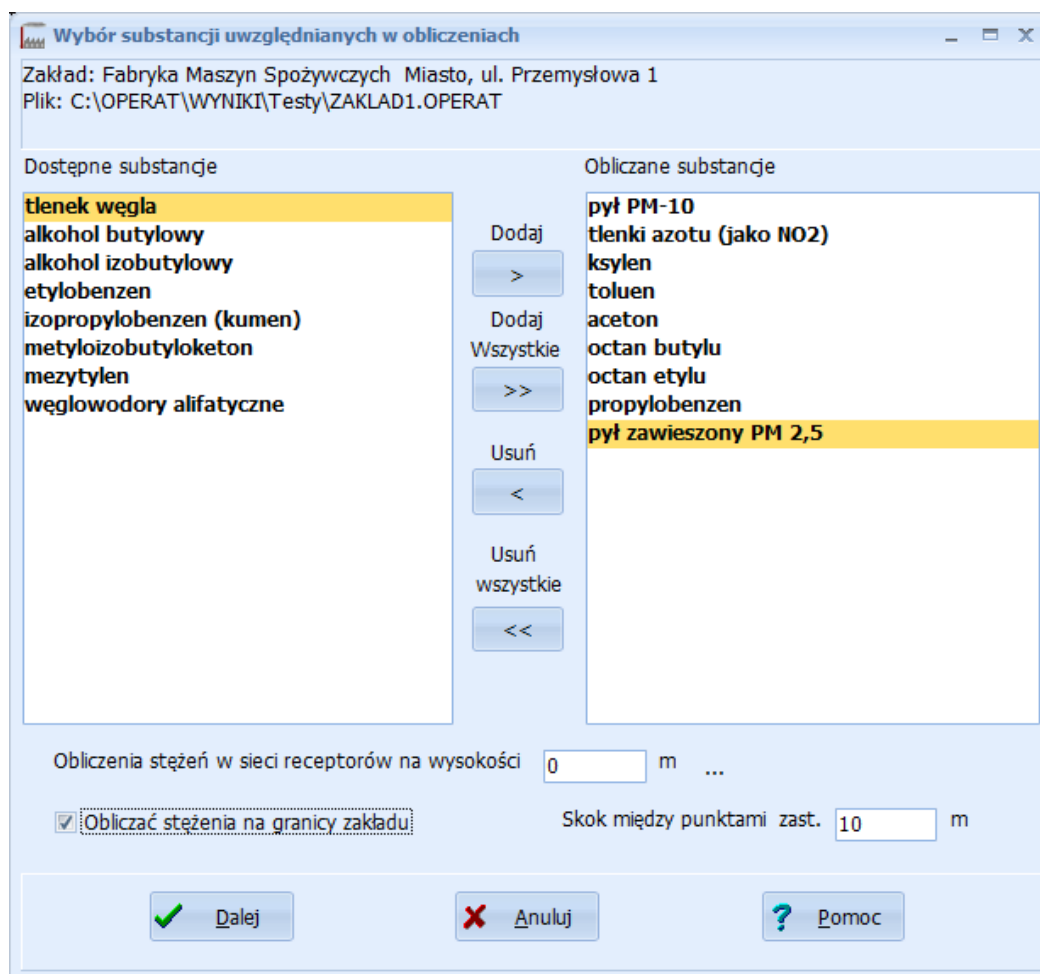 Wybór substancji uwzględnianych w obliczeniach
Zakład: Fabryka Maszyn Spożywczych Miasto, ul. Przemysłowa 1
Plik: C:\OPERAT\WYNIKI\Testy\ZAKLAD1.OPERAT
Dostępne substancje
tlenek węgla
alkohol butylowy
alkohol izobutylowy
etylobenzen
izopropylobenzen (kumen)
metyloizobutyloketon
mezytylen
węglowodory alifatyczne
Dodaj
>
Dodaj
Wszystkie
>>
Usuń
<
Usuń
wszystkie
<<
Obliczane substancje
pył PM-10
tlenki azotu (jako NO2)
ksylen
toluen
aceton
octan butylu
octan etylu
propylobenzen
pył zawieszony PM 2,5
Obliczenia stężeń w sieci receptorów na wysokości 0 m ...
Obliczać stężenia na granicy zakładu Skok między punktami zast. 10 m
Dalej Anuluj ? Pomoc